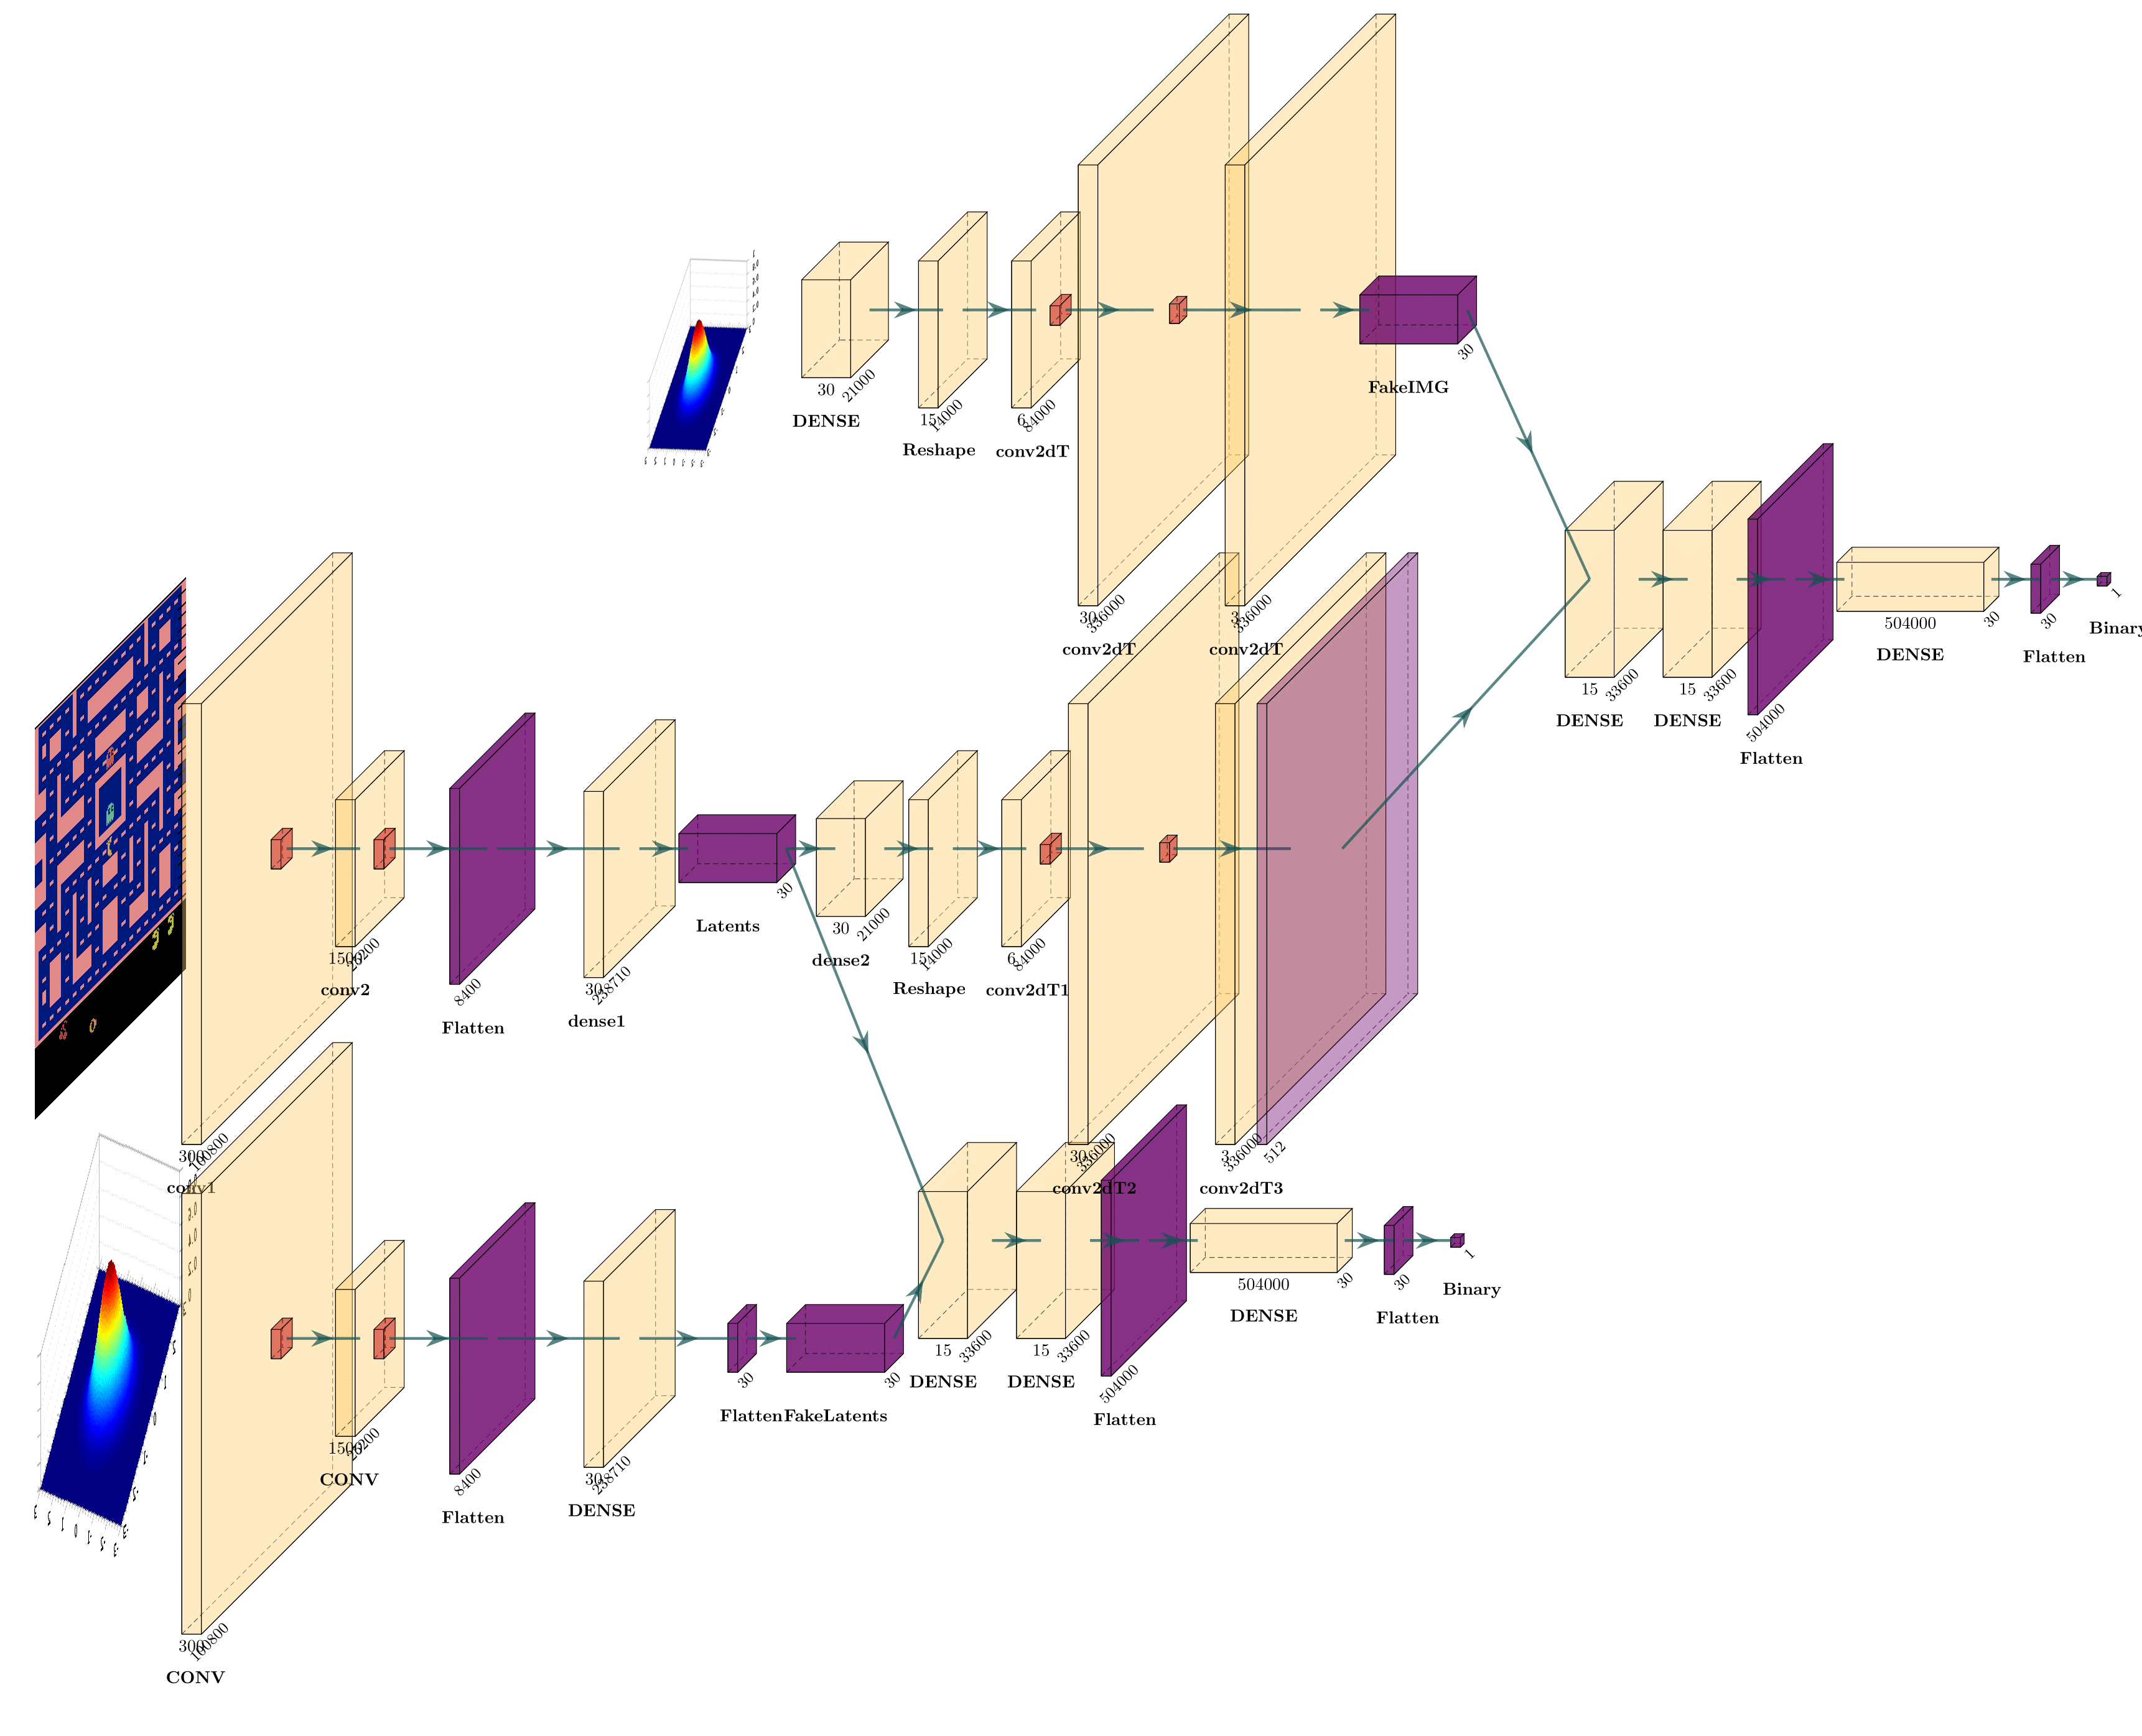 30
21000
DENSE
15
14000
Reshape
6
84000
conv2dT
30
336000
conv2dT
3
336000
conv2dT
30
FakeIMG
15
33600
DENSE
15
33600
DENSE
504000
Flatten
504000
30
DENSE
30
Flatten
1
Binary
300
100800
conv1
1500
conv2
8400
Flatten
30
238710
dense1
30
Latents
30
21000
dense2
15
14000
Reshape
6
84000
conv2dT1
30
336000
conv2dT2
3
336000
conv2dT3
512
300
100800
CONV
1500
CONV
8400
Flatten
30
238710
DENSE
30
Flatten
30
FakeLatents
15
33600
DENSE
15
33600
DENSE
504000
Flatten
504000
30
DENSE
30
Flatten
1
Binary